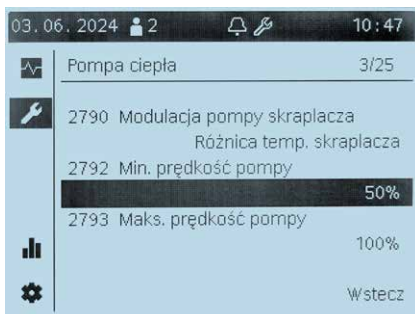 03.06.2024 2 10:47
Pompa ciepła 3/25
2790 Modulacja pompy skraplacza
Różnica temp. skraplacza
2792 Min. prędkość pompy
50%
2793 Maks. prędkość pompy
100%
Wstecz